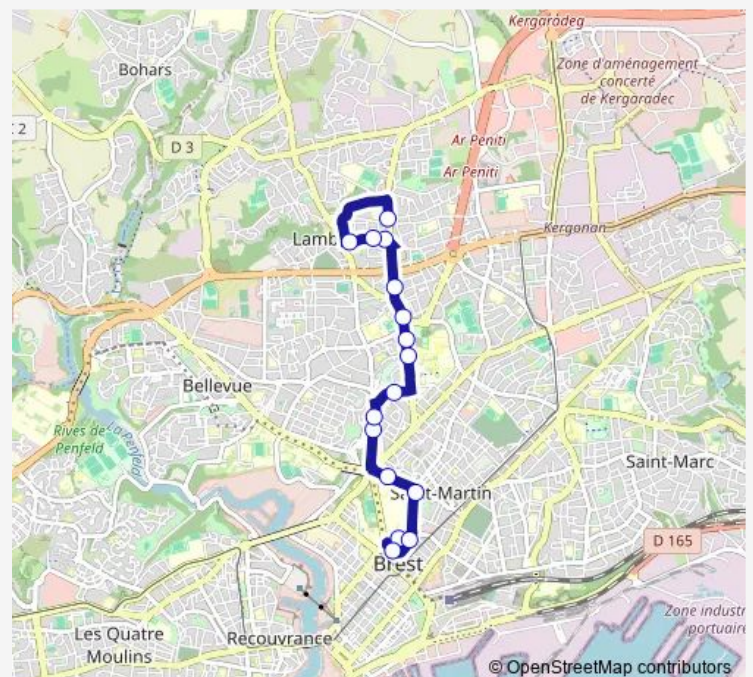 Kergaradeg
Bohars
Zone d'aménagement
concerté
de Kergaradec
2
D 3
Ar Peniti
Ar Peniti
Lamb
Kergonan
Bellevue
Rives de
Penfeld
La Penfeld
Saint-Marc
Saint-Martin
D 165
Brest
Zone industr
portuaire
Les Quatre
Moulins
Recouvrance
© OpenStreetMap contributors